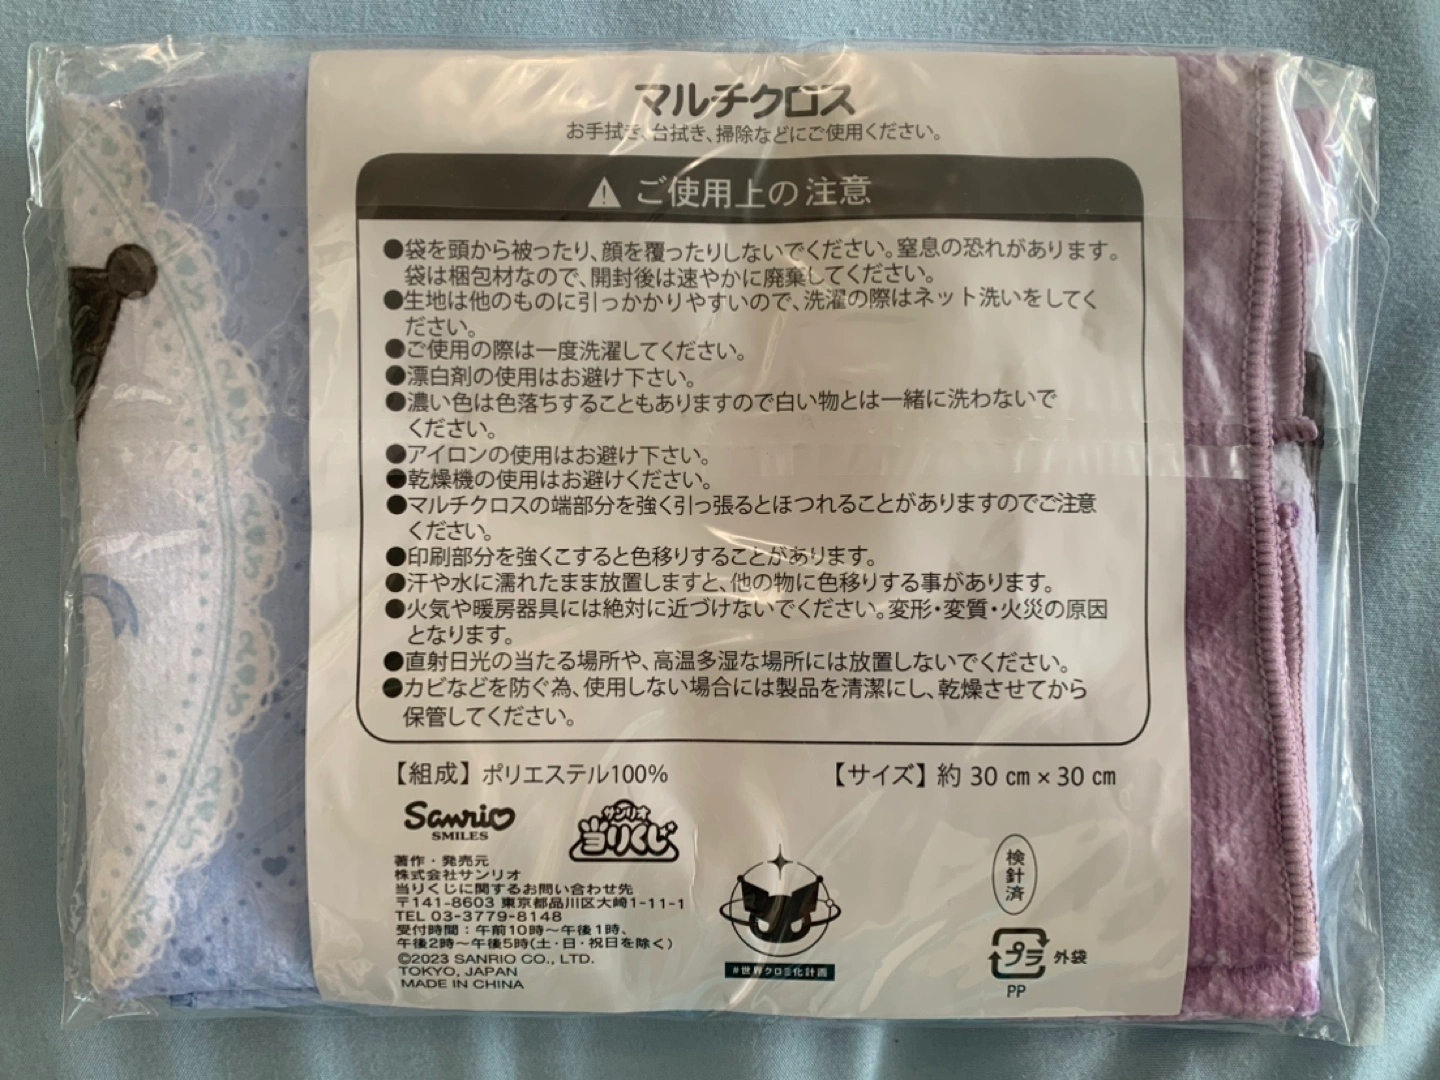 マルチクロス
お手拭き、台拭き、掃除などにご使用ください。
ご使用上の注意
●袋を頭から被ったり、顔を覆ったりしないでください。窒息の恐れがあります。
袋は梱包材なので、開封後は速やかに廃棄してください。
●生地は他のものに引っかかりやすいので、洗濯の際はネット洗いをしてく
ださい。
●ご使用の際は一度洗濯してください。
●漂白剤の使用はお避け下さい。
●濃い色は色落ちすることもありますので白い物とは一緒に洗わないで
ください。
●アイロンの使用はお避け下さい。
●乾燥機の使用はお避けください。
●マルチクロスの端部分を強く引っ張るとほつれることがありますのでご注意
ください。
●印刷部分を強くこすると色移りすることがあります。
●汗や水に濡れたまま放置しますと、他の物に色移りする事があります。
●火気や暖房器具には絶対に近づけないでください。変形・変質・火災の原因
となります。
●直射日光の当たる場所や、高温多湿な場所には放置しないでください。
●カビなどを防ぐ為、使用しない場合には製品を清潔にし、乾燥させてから
保管してください。
【組成】ポリエステル100%
【サイズ】約 30 cm × 30 cm
Sanrio
SMILES
サンリオ
当りくじ
著作・発売元
株式会社サンリオ
当りくじに関するお問い合わせ先
〒141-8603 東京都品川区大崎1-11-1
TEL 03-3779-8148
受付時間：午前10時〜午後1時、
午後2時〜午後5時(土・日・祝日を除く)
©2023 SANRIO CO., LTD.
TOKYO, JAPAN
MADE IN CHINA
#世界クロミ化計画
検針済
プラ
外袋
PP